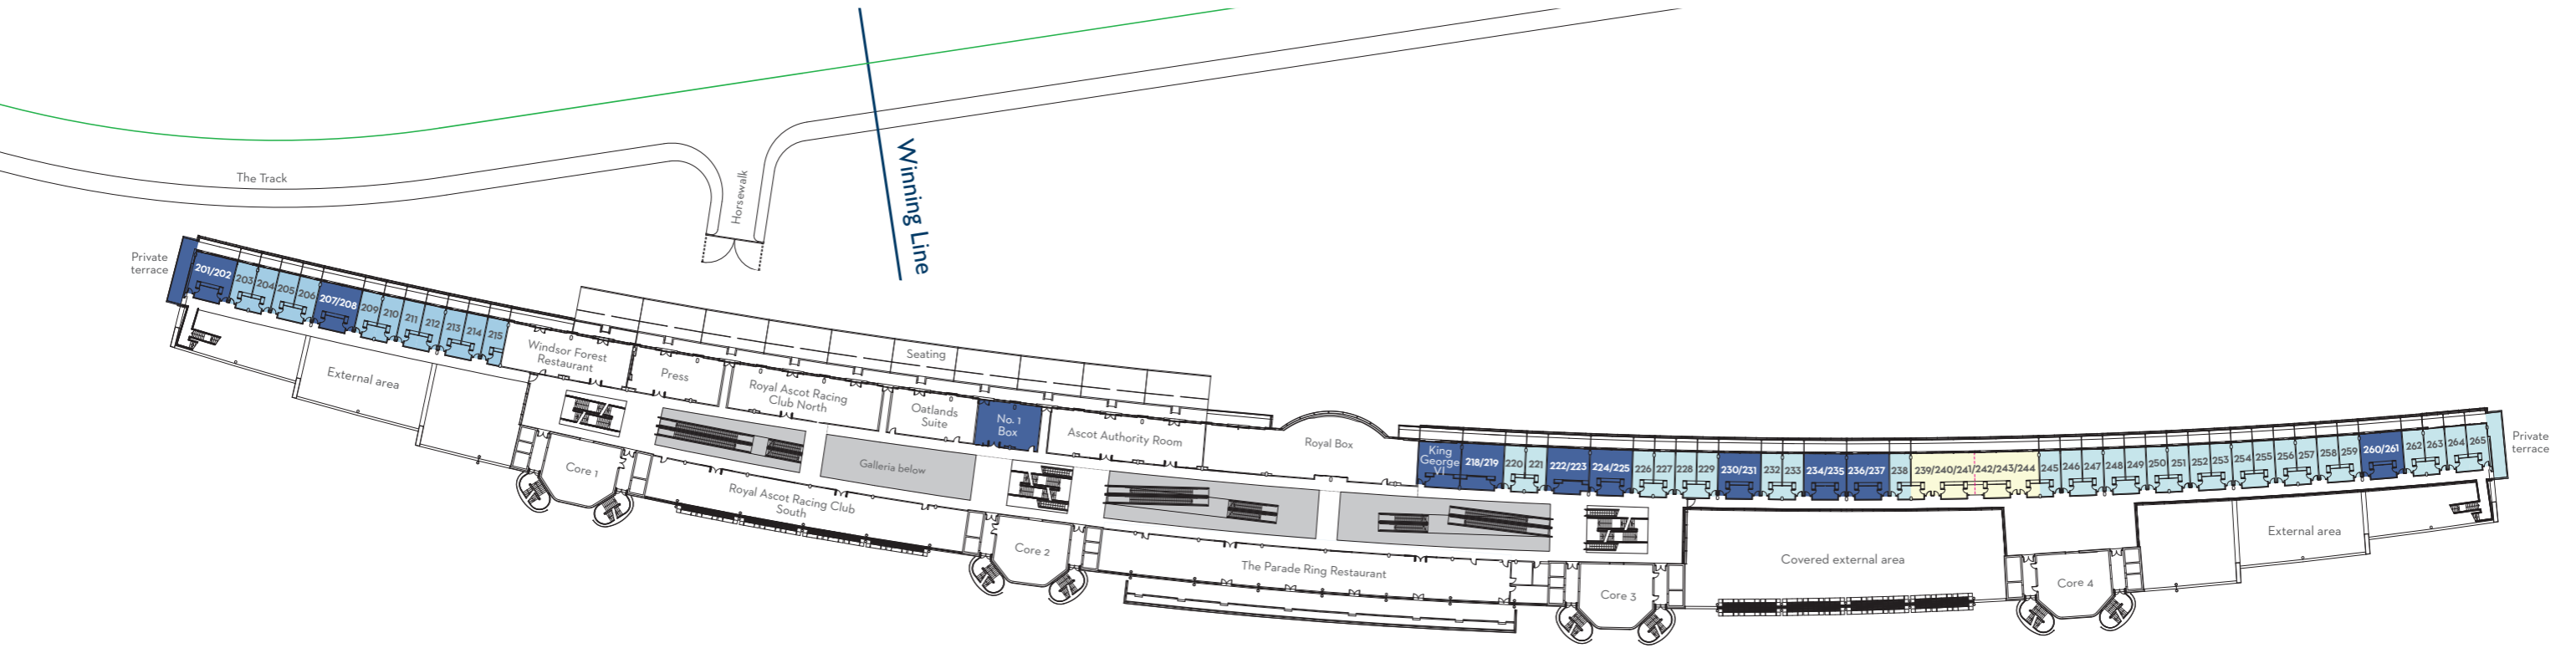 The Track
Horsewalk
Winning Line
Private
terrace
201/202
203
204
205
206
207/208
209
210
211
212
213
214
215
External area
Windsor Forest
Restaurant
Press
Royal Ascot Racing
Club North
Seating
Oatlands
Suite
No. 1
Box
Ascot Authority Room
Royal Box
King
George
VI
218/219
220
221
222/223
224/225
226
227
228
229
230/231
232
233
234/235
236/237
238
239/240/241
242/243/244
245
246
247
248
249
250
251
252
253
254
255
256
257
258
259
260/261
262
263
264
265
Private
terrace
Galleria below
Core 1
Royal Ascot Racing Club
South
Core 2
The Parade Ring Restaurant
Core 3
Covered external area
Core 4
External area